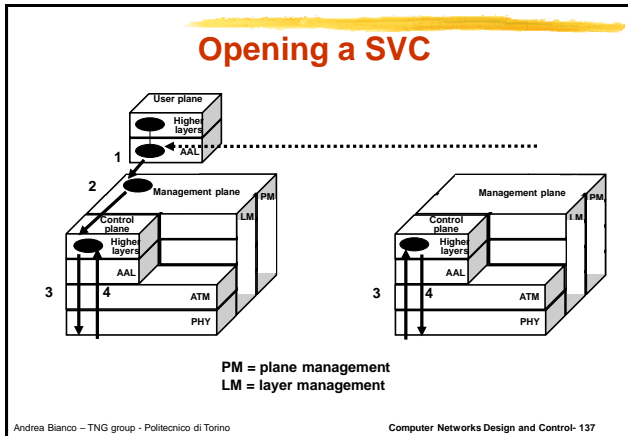 Opening a SVC
User plane
Higher
layers
AAL
1
2
Management plane
PM
LM
Control
plane
Higher
layers
AAL
3
4
ATM
PHY
Management plane
PM
LM
Control
plane
Higher
layers
AAL
3
4
ATM
PHY
PM = plane management
LM = layer management
Andrea Bianco – TNG group - Politecnico di Torino
Computer Networks Design and Control- 137